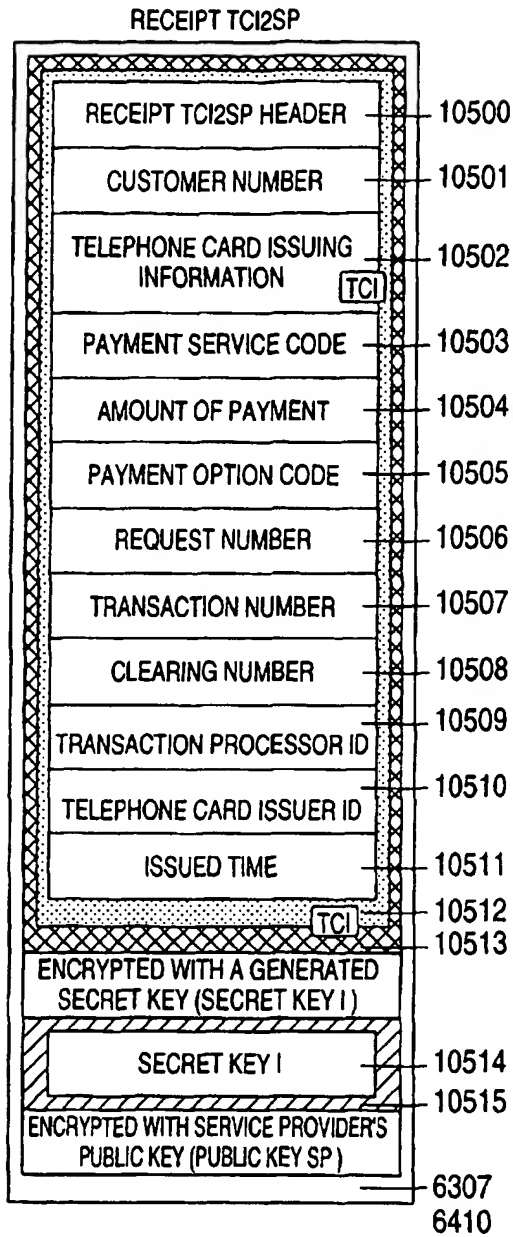 RECEIPT TCI2SP
RECEIPT TCI2SP HEADER 10500
CUSTOMER NUMBER 10501
TELEPHONE CARD ISSUING 10502
INFORMATION
TCI
PAYMENT SERVICE CODE 10503
AMOUNT OF PAYMENT 10504
PAYMENT OPTION CODE 10505
REQUEST NUMBER 10506
TRANSACTION NUMBER 10507
CLEARING NUMBER 10508
TRANSACTION PROCESSOR ID 10509
TELEPHONE CARD ISSUER ID 10510
ISSUED TIME 10511
10512
TCI
10513
ENCRYPTED WITH A GENERATED
SECRET KEY (SECRET KEY I)
SECRET KEY I 10514
10515
ENCRYPTED WITH SERVICE PROVIDER'S
PUBLIC KEY (PUBLIC KEY SP)
6307
6410